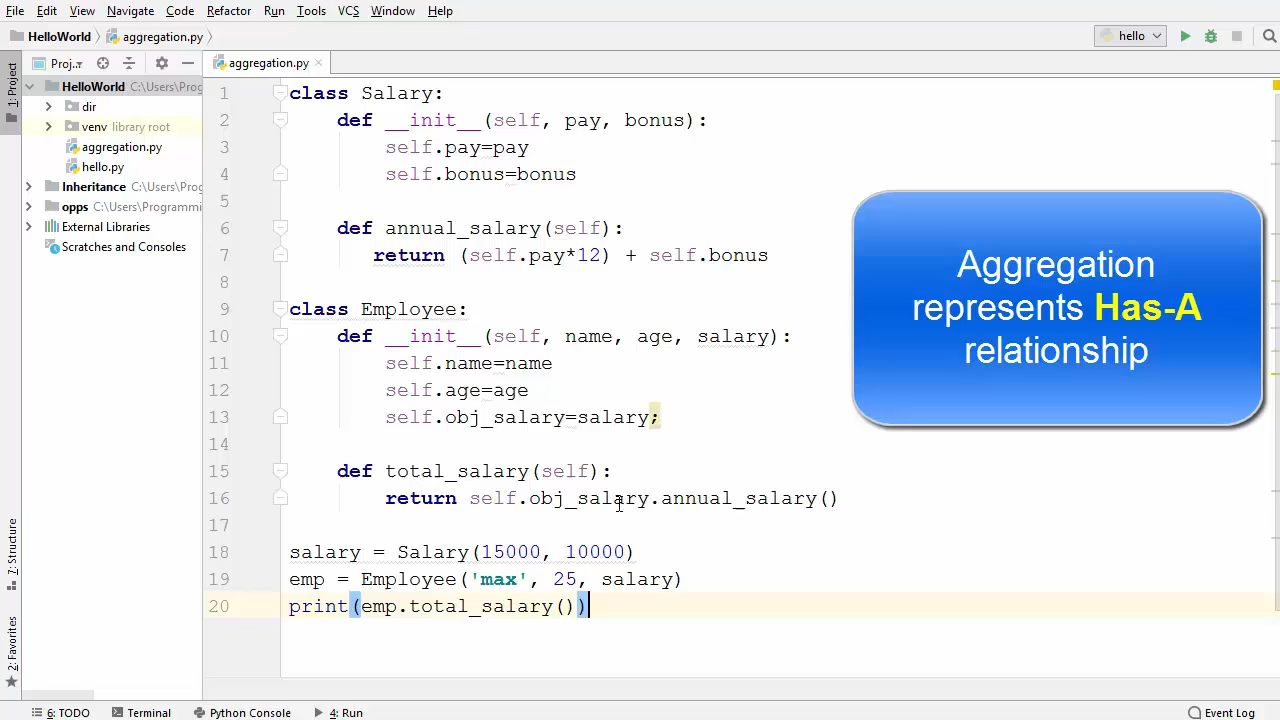 File Edit View Navigate Code Refactor Run Tools VCS Window Help
HelloWorld aggregation.py hello
1: Project
Proj..
aggregation.py
HelloWorld C:\Users\Prog
dir
venv library root
aggregation.py
hello.py
Inheritance C:\Users\Prog
opps C:\Users\Programmi
External Libraries
Scratches and Consoles
7: Structure
2: Favorites
1 class Salary:
2     def __init__(self, pay, bonus):
3         self.pay=pay
4         self.bonus=bonus
5
6     def annual_salary(self):
7        return (self.pay*12) + self.bonus
8
9 class Employee:
10     def __init__(self, name, age, salary):
11         self.name=name
12         self.age=age
13         self.obj_salary=salary;
14
15     def total_salary(self):
16         return self.obj_salary.annual_salary()
17
18 salary = Salary(15000, 10000)
19 emp = Employee('max', 25, salary)
20 print(emp.total_salary())
Aggregation
represents Has-A
relationship
6: TODO Terminal Python Console 4: Run Event Log